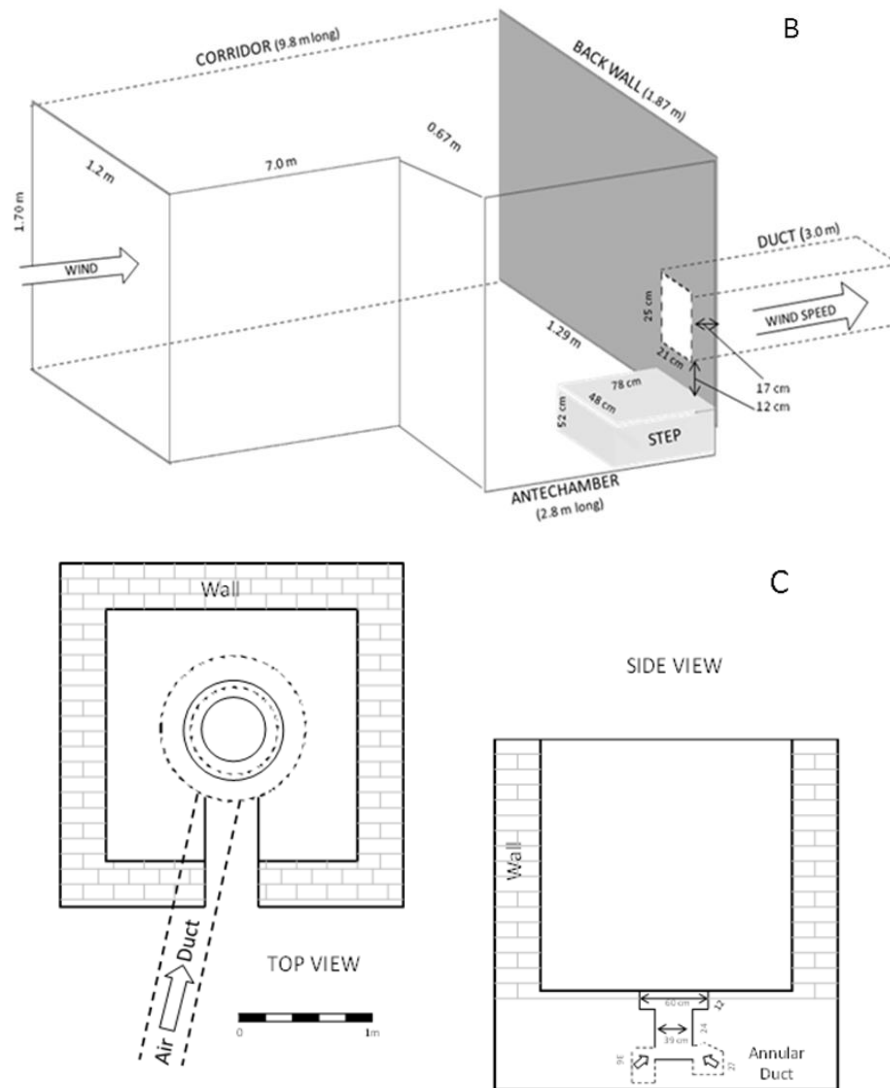 B
CORRIDOR (9.8 m long)
BACK WALL (1.87 m)
0.67 m
7.0 m
1.2 m
1.70 m
WIND
DUCT (3.0 m)
25 cm
WIND SPEED
21 cm
1.29 m
17 cm
12 cm
78 cm
48 cm
52 cm
STEP
ANTECHAMBER
(2.8 m long)
C
Wall
SIDE VIEW
Wall
Duct
Air
TOP VIEW
0
1m
60 cm
12
39 cm
24
36
27
Annular
Duct